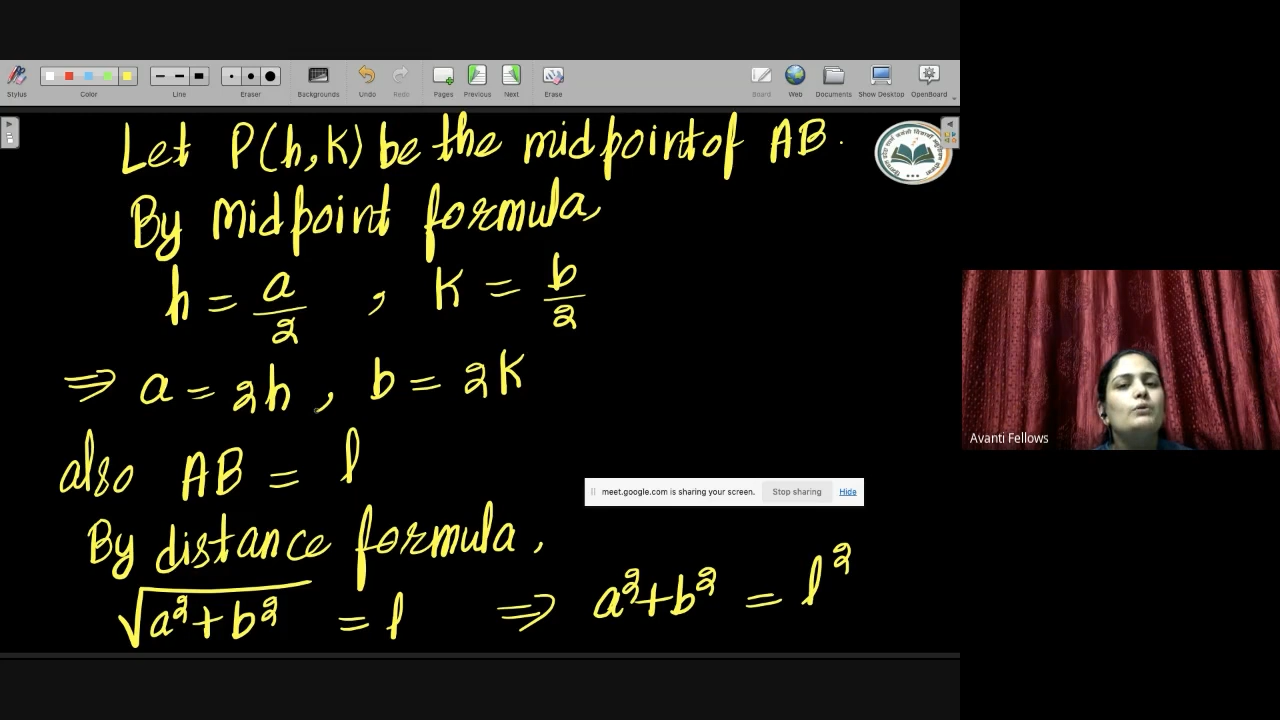 Stylus Color Line Eraser Backgrounds Undo Redo Pages Previous Next Erase Board Web Documents Show Desktop OpenBoard
Let P(h,K) be the midpoint of AB.
By Midpoint formula,
h = a/2 , K = b/2
⇒ a = 2h , b = 2K
also AB = l
meet.google.com is sharing your screen. Stop sharing Hide
By distance formula,
√a²+b² = l ⇒ a²+b² = l²
Avanti Fellows